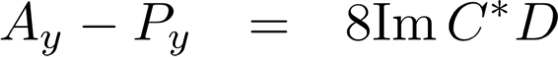 A_y − P_y = 8Im C*D